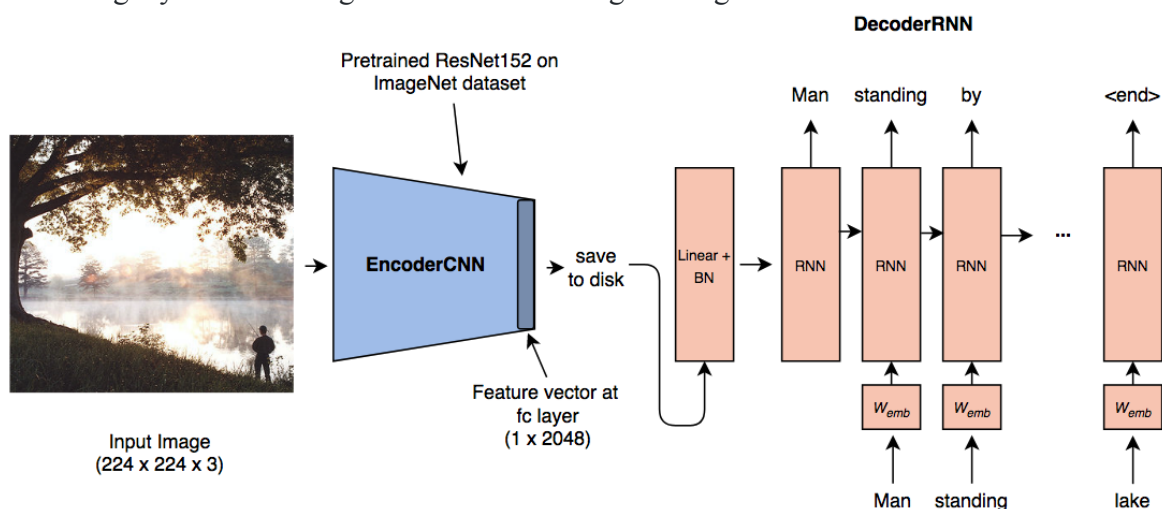 DecoderRNN
Pretrained ResNet152 on
ImageNet dataset
Man standing by <end>
EncoderCNN
save
to disk
Linear +
BN
RNN RNN RNN ... RNN
Feature vector at
fc layer
(1 x 2048)
Wemb Wemb Wemb
Input Image
(224 x 224 x 3)
Man standing lake